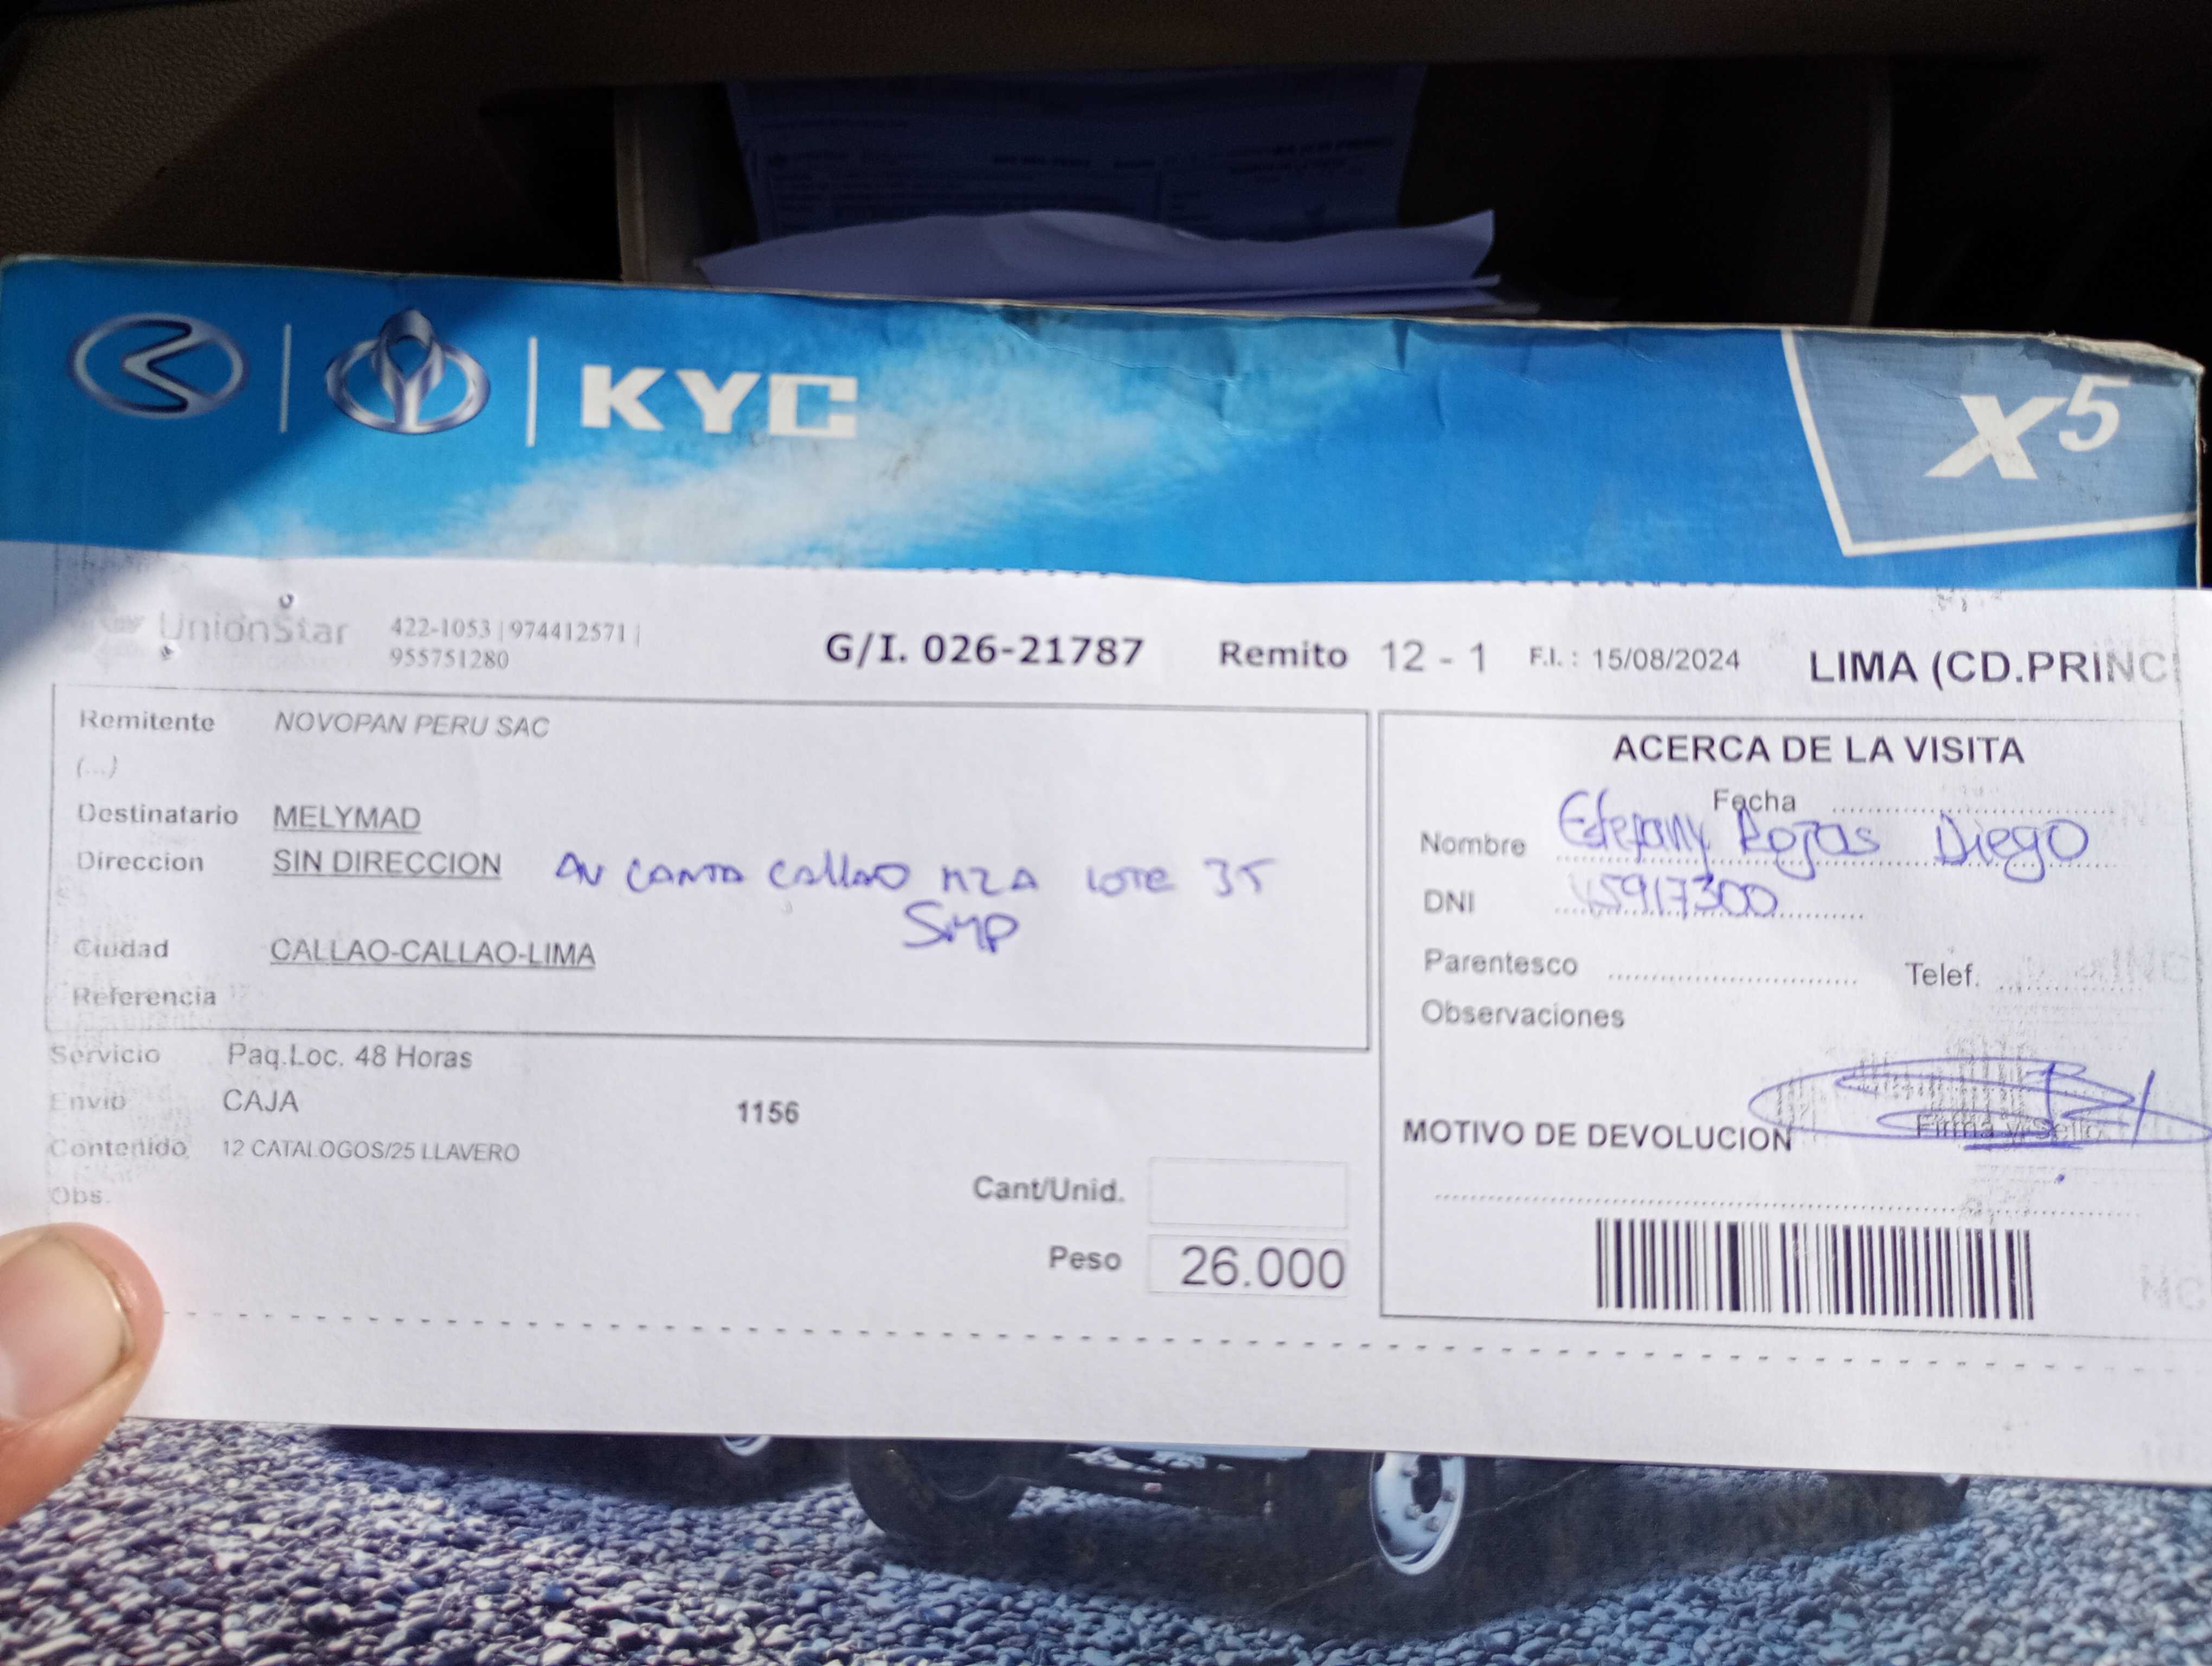 KYC
X5
UnionStar
422-1053 | 974412571 |
955751280
G/I. 026-21787 Remito 12 - 1 F.I. : 15/08/2024 LIMA (CD.PRINC
Remitente NOVOPAN PERU SAC
(...)
Destinatario MELYMAD
Direccion SIN DIRECCION AV CANTA CALLAO MZA LOTE 35
SMP
Ciudad CALLAO-CALLAO-LIMA
Referencia
Servicio Paq.Loc. 48 Horas
Envio CAJA 1156
Contenido 12 CATALOGOS/25 LLAVERO
Obs.
Cant/Unid.
Peso 26.000
ACERCA DE LA VISITA
Fecha
Nombre Estefany Rojas Diego
DNI 45917300
Parentesco Telef.
Observaciones
Firma y Sello
MOTIVO DE DEVOLUCION